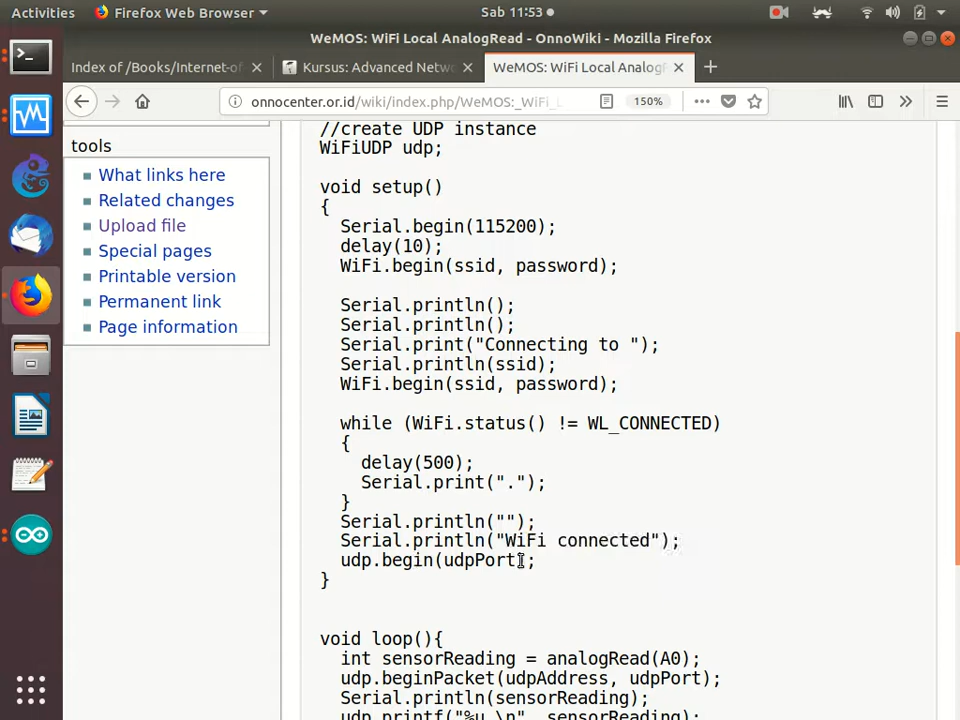 Activities
Firefox Web Browser
Sab 11:53
WeMOS: WiFi Local AnalogRead - OnnoWiki - Mozilla Firefox
Index of /Books/Internet-of
Kursus: Advanced Netw
WeMOS: WiFi Local Analog
onnocenter.or.id/wiki/index.php/WeMOS:_WiFi_L
150%
tools
What links here
Related changes
Upload file
Special pages
Printable version
Permanent link
Page information
//create UDP instance
WiFiUDP udp;
void setup()
{
Serial.begin(115200);
delay(10);
WiFi.begin(ssid, password);
Serial.println();
Serial.println();
Serial.print("Connecting to ");
Serial.println(ssid);
WiFi.begin(ssid, password);
while (WiFi.status() != WL_CONNECTED)
{
delay(500);
Serial.print(".");
}
Serial.println("");
Serial.println("WiFi connected");
udp.begin(udpPort);
}
void loop(){
int sensorReading = analogRead(A0);
udp.beginPacket(udpAddress, udpPort);
Serial.println(sensorReading);
udp.printf("%u \n", sensorReading);